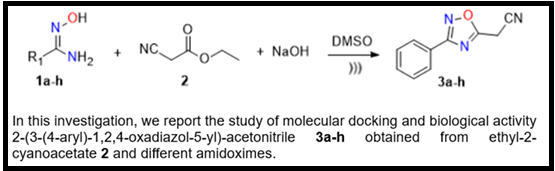 N OH
R1 NH2
1a-h
+
NC O O
2
+ NaOH
DMSO
)))
N O N CN
3a-h
In this investigation, we report the study of molecular docking and biological activity
2-(3-(4-aryl)-1,2,4-oxadiazol-5-yl)-acetonitrile 3a-h obtained from ethyl-2-
cyanoacetate 2 and different amidoximes.